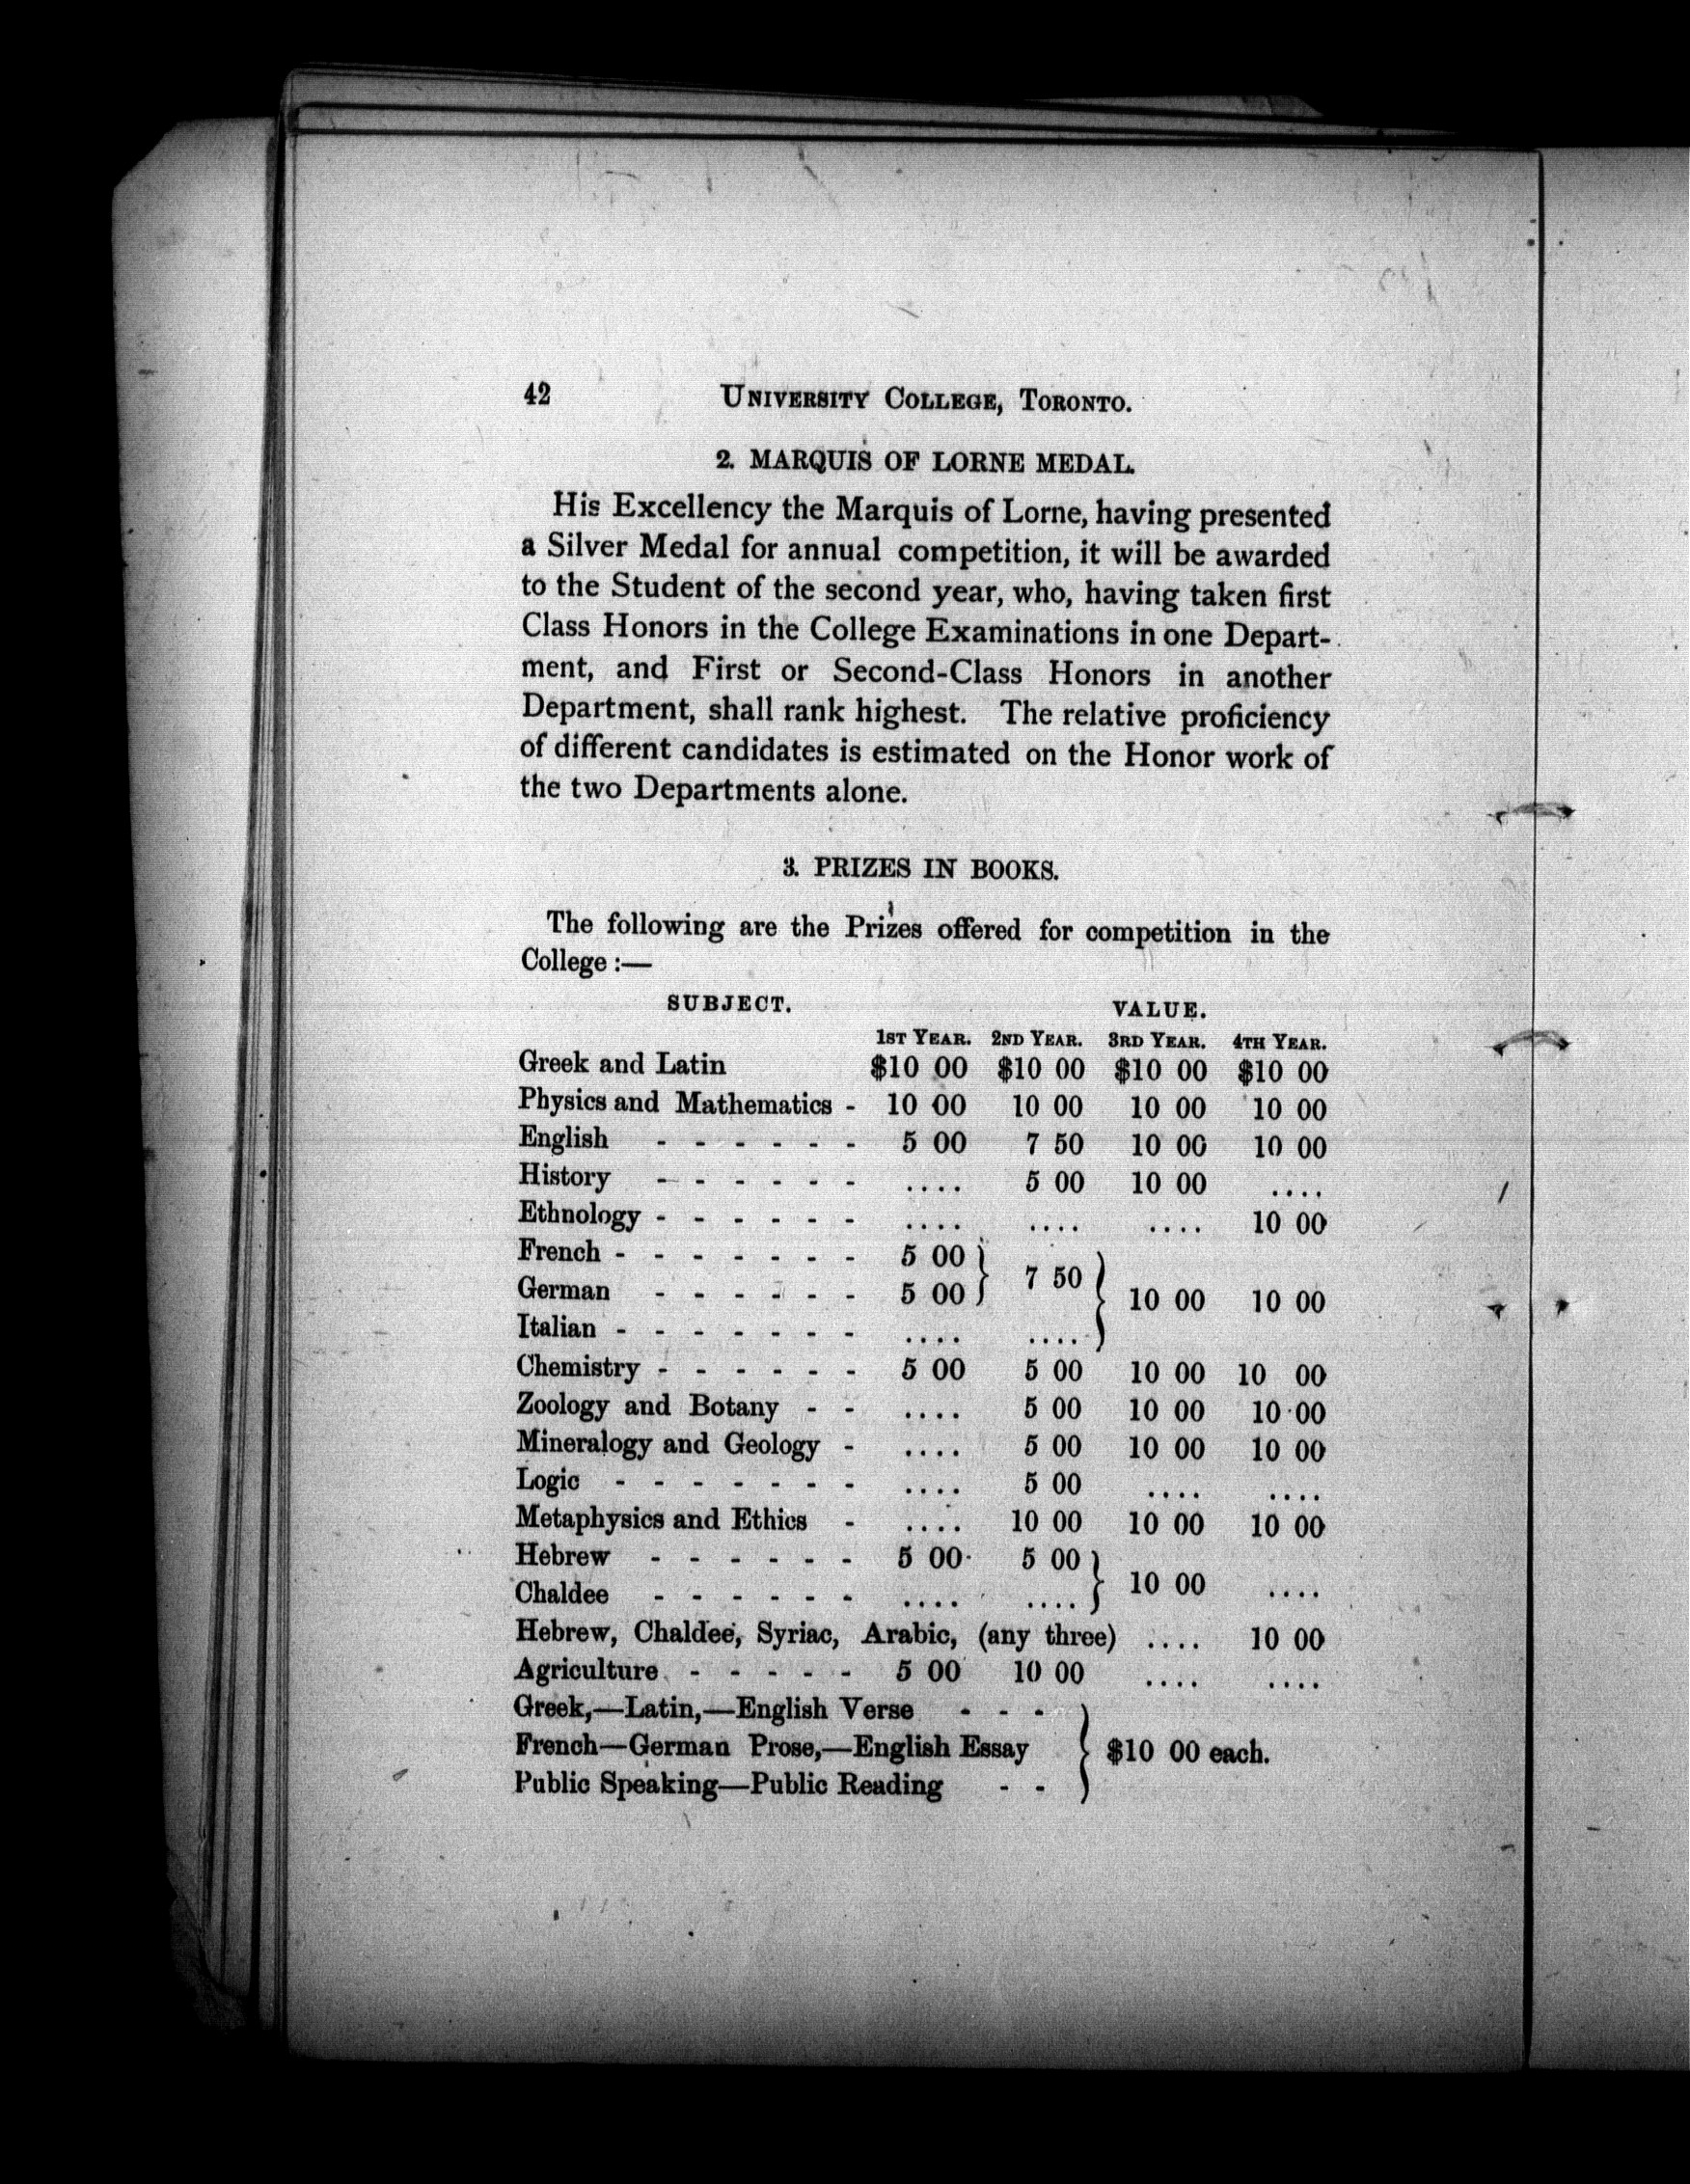 42 UNIVERSITY COLLEGE, TORONTO.
2. MARQUIS OF LORNE MEDAL.
His Excellency the Marquis of Lorne, having presented
a Silver Medal for annual competition, it will be awarded
to the Student of the second year, who, having taken first
Class Honors in the College Examinations in one Depart-
ment, and First or Second-Class Honors in another
Department, shall rank highest. The relative proficiency
of different candidates is estimated on the Honor work of
the two Departments alone.
3. PRIZES IN BOOKS.
The following are the Prizes offered for competition in the
College :—
SUBJECT. VALUE.
1ST YEAR. 2ND YEAR. 3RD YEAR. 4TH YEAR.
Greek and Latin $10 00 $10 00 $10 00 $10 00
Physics and Mathematics - 10 00 10 00 10 00 10 00
English - - - - - - 5 00 7 50 10 00 10 00
History - - - - - - .... 5 00 10 00 ....
Ethnology - - - - - - .... .... .... 10 00
French - - - - - - - 5 00 } 7 50 } 10 00 10 00
German - - - - - - 5 00
Italian - - - - - - - .... ....
Chemistry - - - - - - 5 00 5 00 10 00 10 00
Zoology and Botany - - .... 5 00 10 00 10 00
Mineralogy and Geology - .... 5 00 10 00 10 00
Logic - - - - - - - .... 5 00 .... ....
Metaphysics and Ethics - .... 10 00 10 00 10 00
Hebrew - - - - - - 5 00 5 00 } 10 00 ....
Chaldee - - - - - - .... ....
Hebrew, Chaldee, Syriac, Arabic, (any three) .... 10 00
Agriculture - - - - - 5 00 10 00 .... ....
Greek,—Latin,—English Verse - - -
French—German Prose,—English Essay } $10 00 each.
Public Speaking—Public Reading - -